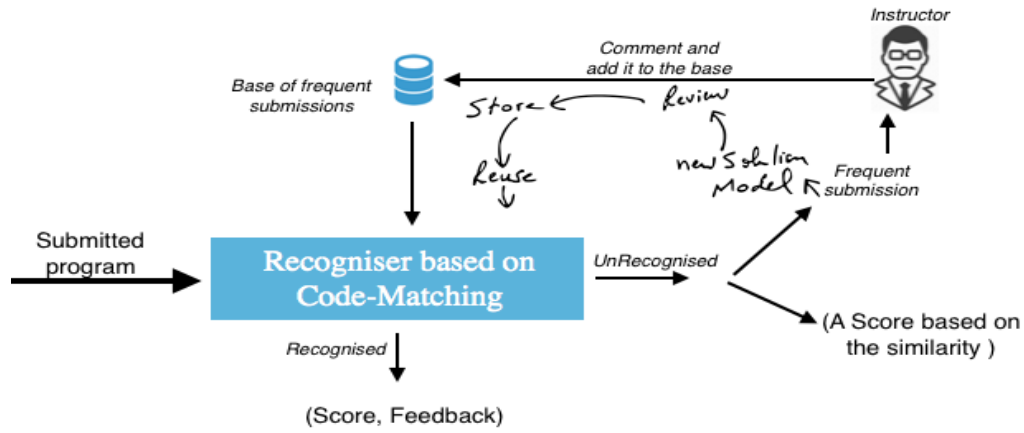 Instructor
Comment and
add it to the base
Base of frequent
submissions
Store
Review
Reuse
new Solution
Model
Frequent
submission
Submitted
program
Recogniser based on
Code-Matching
UnRecognised
(A Score based on
the similarity )
Recognised
(Score, Feedback)